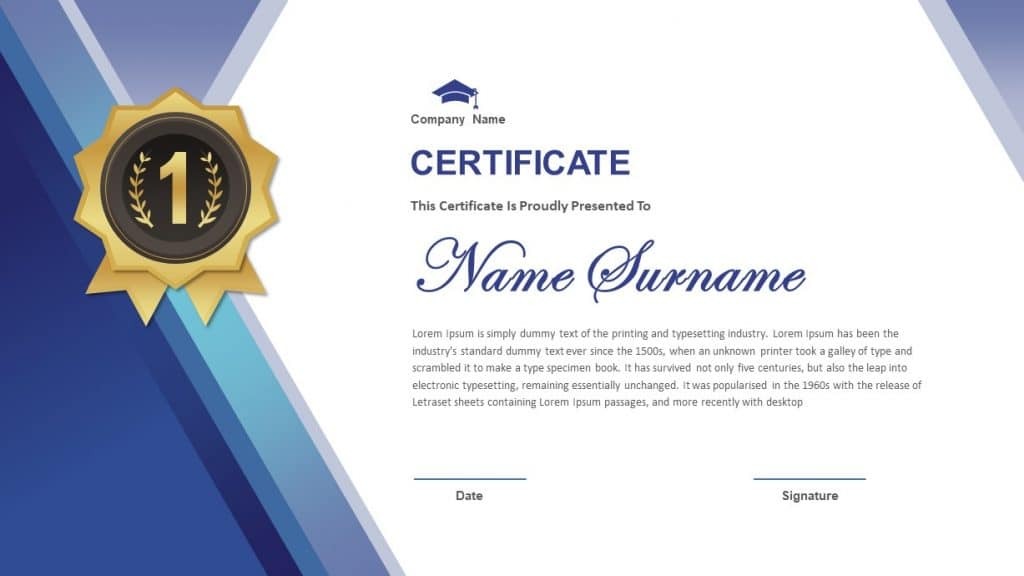 1
Company Name
CERTIFICATE
This Certificate Is Proudly Presented To
Name Surname
Lorem Ipsum is simply dummy text of the printing and typesetting industry. Lorem Ipsum has been the
industry's standard dummy text ever since the 1500s, when an unknown printer took a galley of type and
scrambled it to make a type specimen book. It has survived not only five centuries, but also the leap into
electronic typesetting, remaining essentially unchanged. It was popularised in the 1960s with the release of
Letraset sheets containing Lorem Ipsum passages, and more recently with desktop
Date
Signature